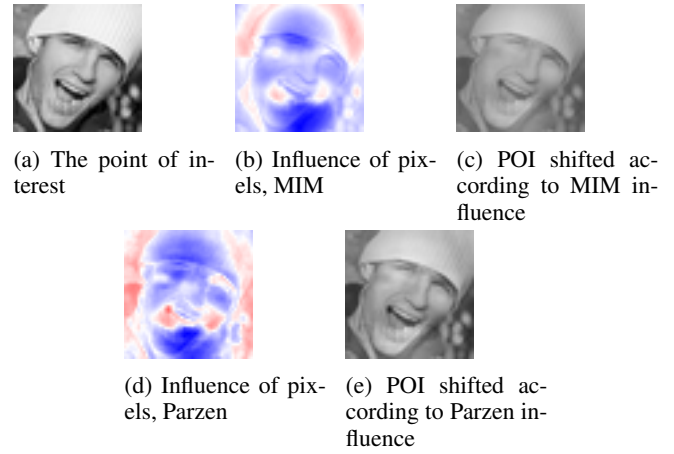 (a) The point of in-
terest
(b) Influence of pix-
els, MIM
(c) POI shifted ac-
cording to MIM in-
fluence
(d) Influence of pix-
els, Parzen
(e) POI shifted ac-
cording to Parzen in-
fluence